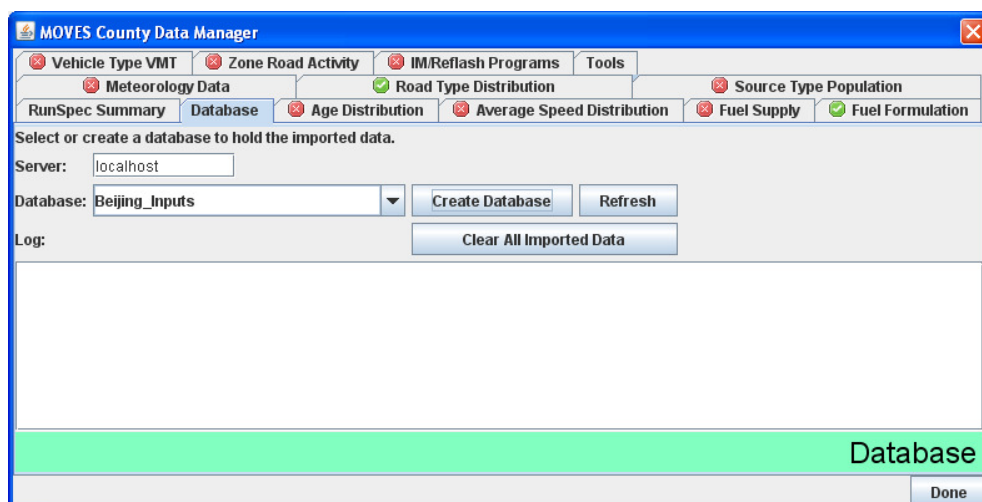 MOVES County Data Manager
Vehicle Type VMT Zone Road Activity IM/Reflash Programs Tools
Meteorology Data Road Type Distribution Source Type Population
RunSpec Summary Database Age Distribution Average Speed Distribution Fuel Supply Fuel Formulation
Select or create a database to hold the imported data.
Server: localhost
Database: Beijing_Inputs Create Database Refresh
Log: Clear All Imported Data
Database
Done